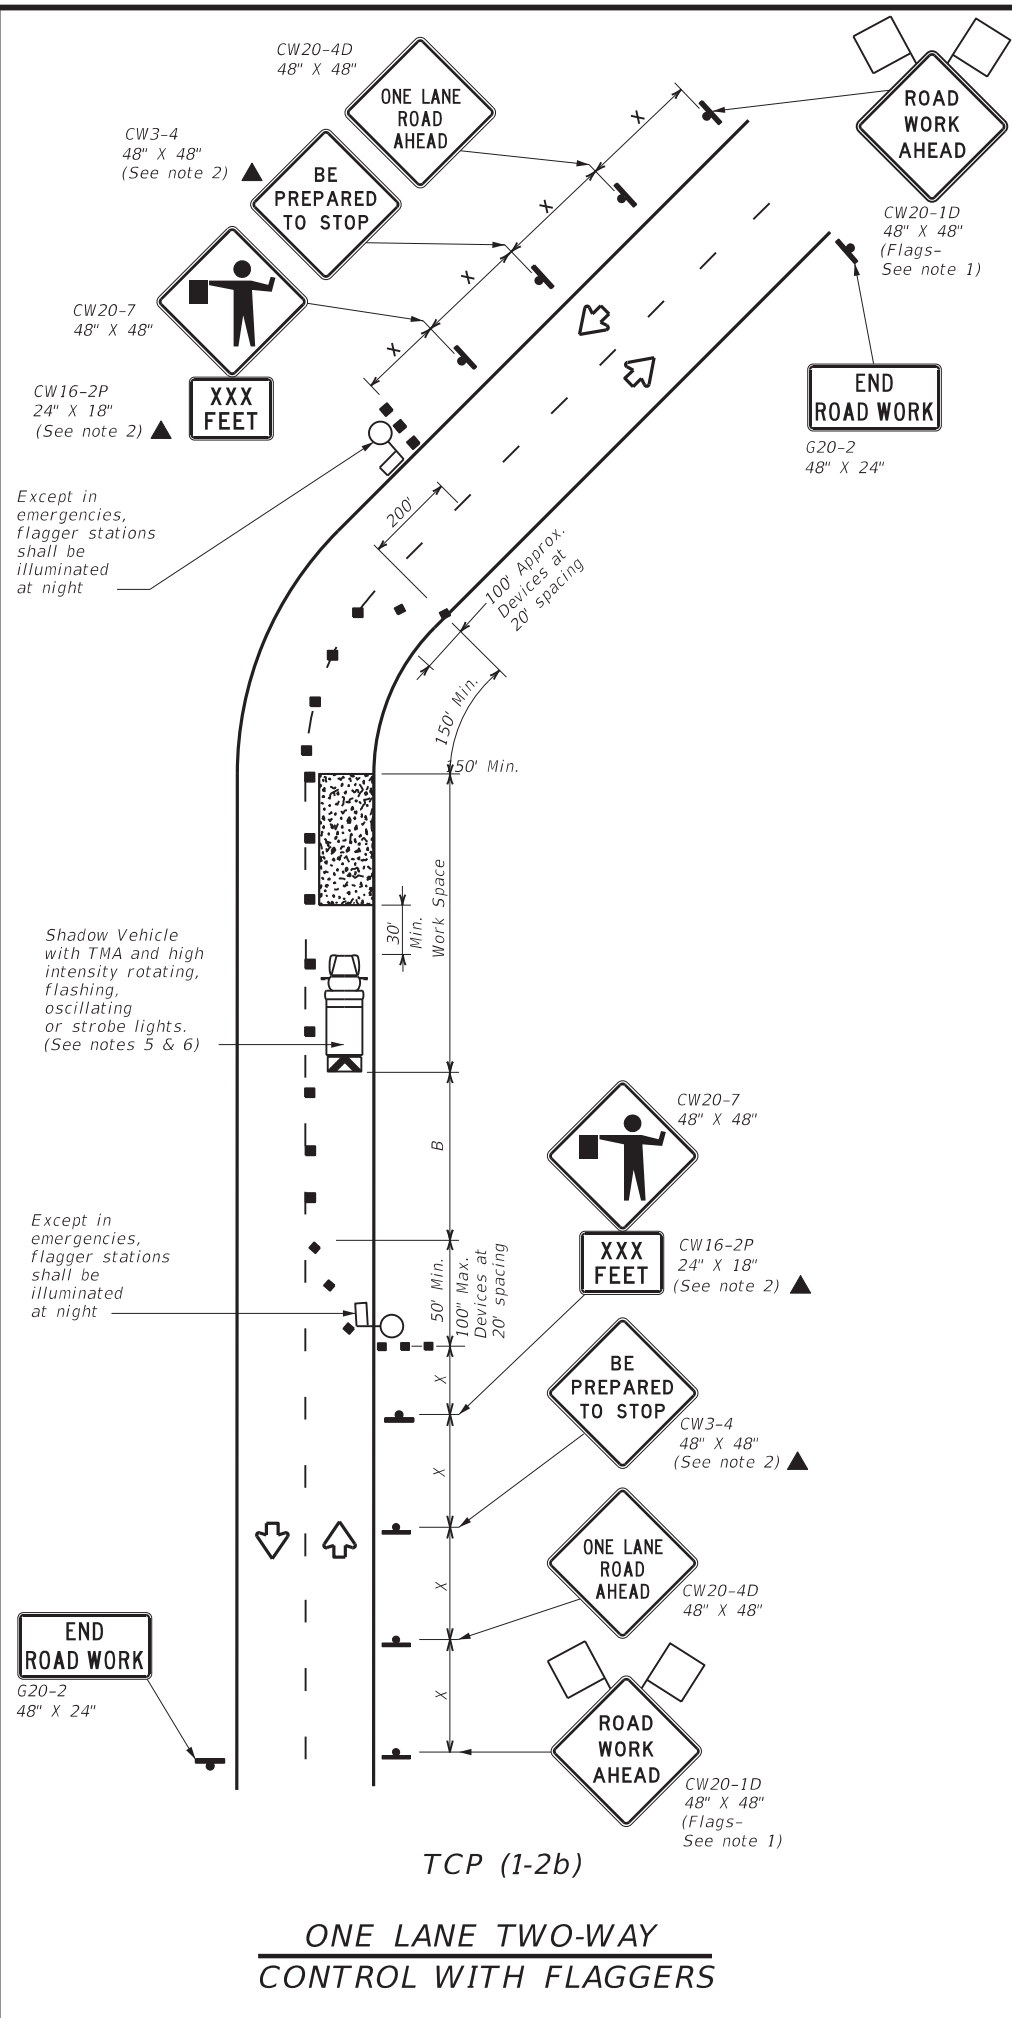 CW20-4D
48" X 48"
ONE LANE
ROAD
AHEAD
CW3-4
48" X 48"
(See note 2)
BE
PREPARED
TO STOP
CW20-7
48" X 48"
CW16-2P
24" X 18"
(See note 2)
XXX
FEET
X
X
X
X
ROAD
WORK
AHEAD
CW20-1D
48" X 48"
(Flags-
See note 1)
END
ROAD WORK
G20-2
48" X 24"
Except in
emergencies,
flagger stations
shall be
illuminated
at night
200'
100' Approx.
Devices at
20' spacing
150' Min.
150' Min.
Work Space
30'
Min.
Shadow Vehicle
with TMA and high
intensity rotating,
flashing,
oscillating
or strobe lights.
(See notes 5 & 6)
B
CW20-7
48" X 48"
XXX
FEET
CW16-2P
24" X 18"
(See note 2)
Except in
emergencies,
flagger stations
shall be
illuminated
at night
50' Min.
100" Max.
Devices at
20' spacing
X
X
X
X
BE
PREPARED
TO STOP
CW3-4
48" X 48"
(See note 2)
ONE LANE
ROAD
AHEAD
CW20-4D
48" X 48"
END
ROAD WORK
G20-2
48" X 24"
ROAD
WORK
AHEAD
CW20-1D
48" X 48"
(Flags-
See note 1)
TCP (1-2b)
ONE LANE TWO-WAY
CONTROL WITH FLAGGERS